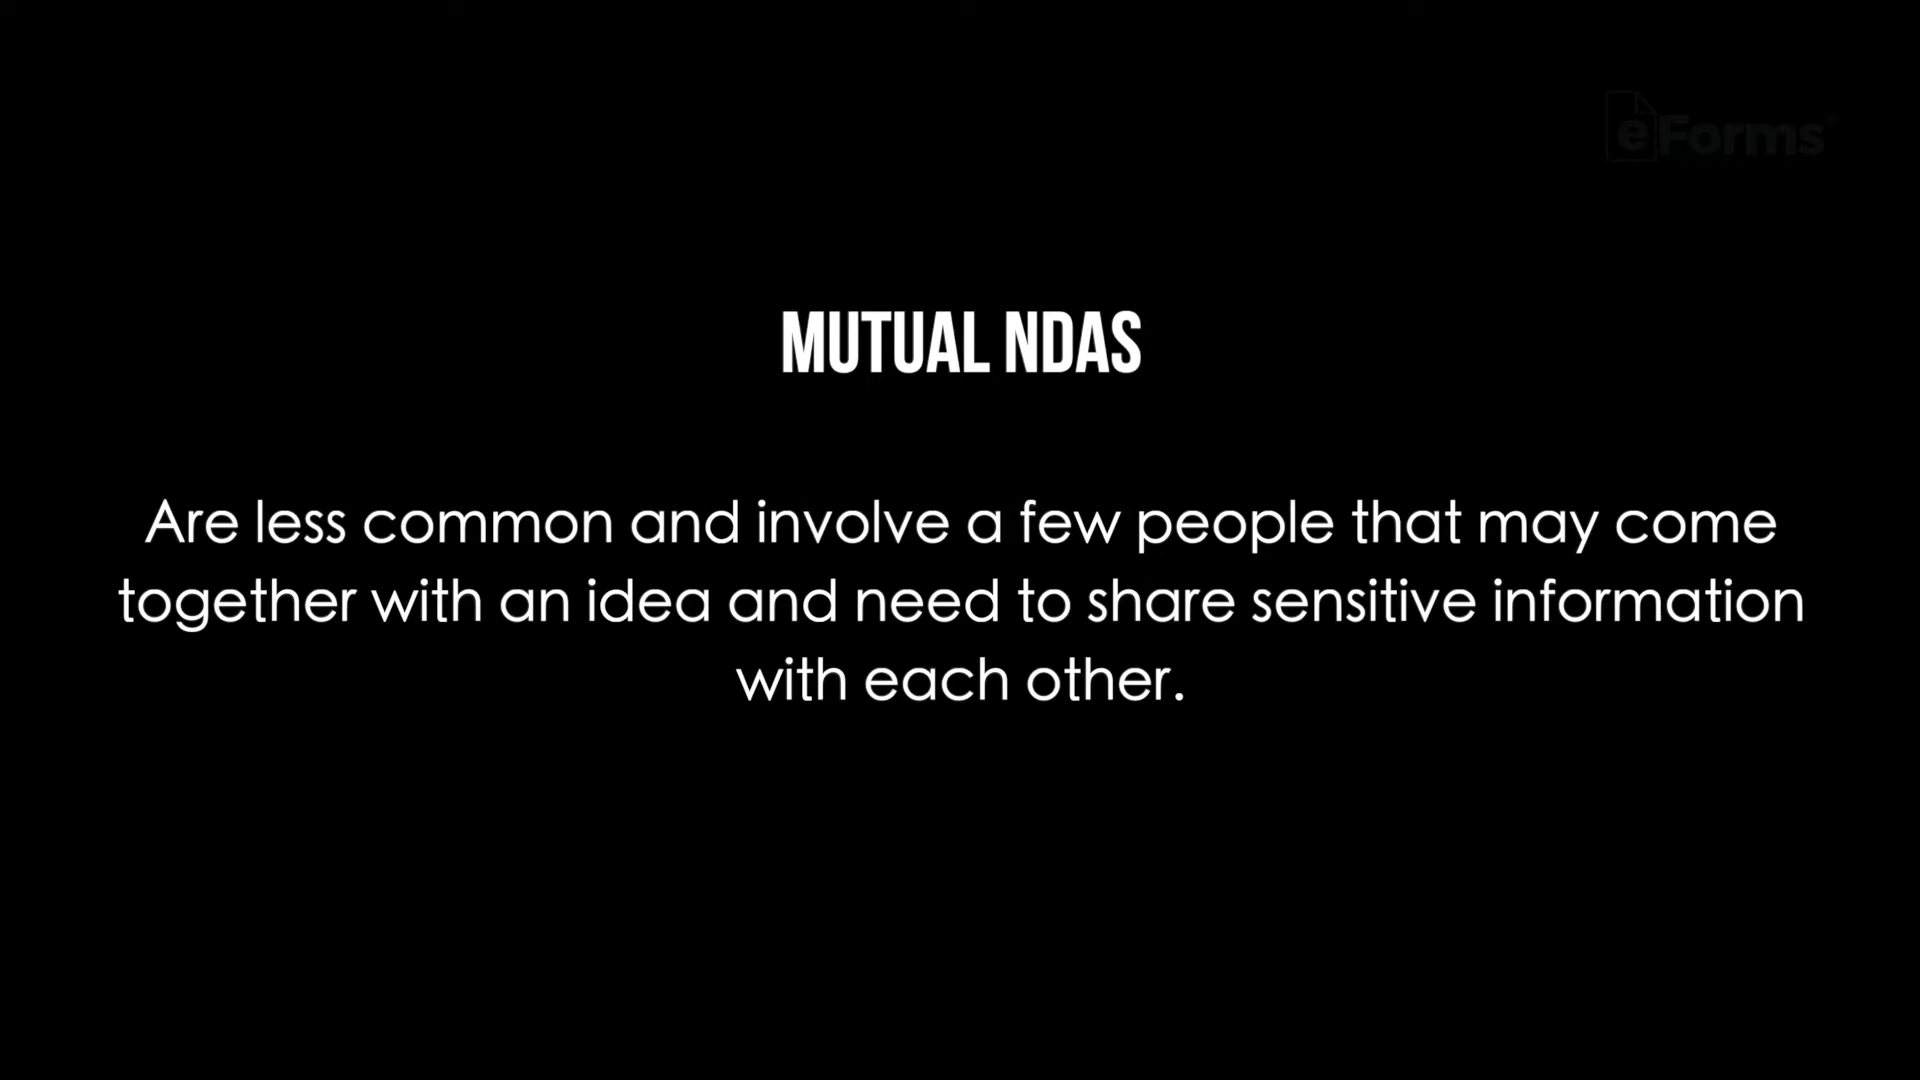 eForms
MUTUAL NDAS
Are less common and involve a few people that may come
together with an idea and need to share sensitive information
with each other.